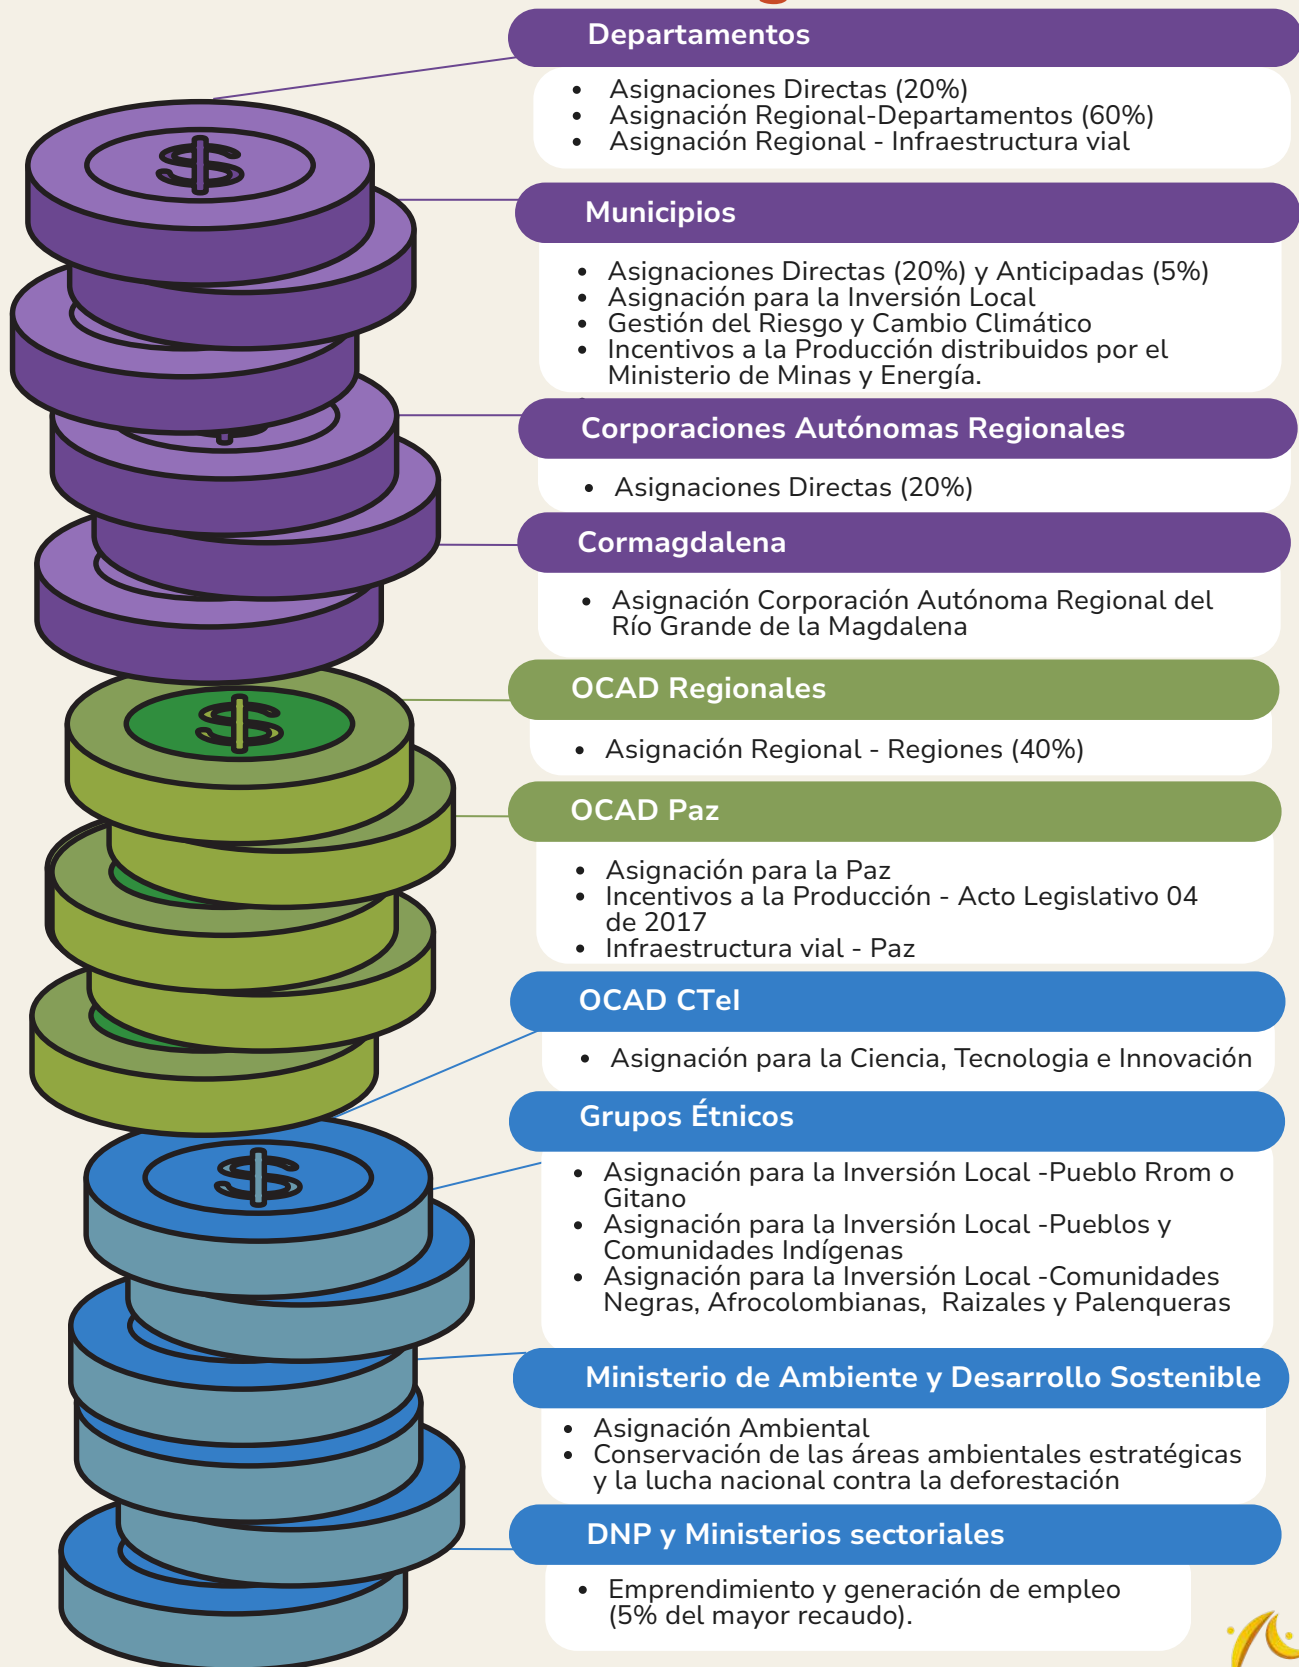 Departamentos
• Asignaciones Directas (20%)
• Asignación Regional-Departamentos (60%)
• Asignación Regional - Infraestructura vial
Municipios
• Asignaciones Directas (20%) y Anticipadas (5%)
• Asignación para la Inversión Local
• Gestión del Riesgo y Cambio Climático
• Incentivos a la Producción distribuidos por el
Ministerio de Minas y Energía.
Corporaciones Autónomas Regionales
• Asignaciones Directas (20%)
Cormagdalena
• Asignación Corporación Autónoma Regional del
Río Grande de la Magdalena
OCAD Regionales
• Asignación Regional - Regiones (40%)
OCAD Paz
• Asignación para la Paz
• Incentivos a la Producción - Acto Legislativo 04
de 2017
• Infraestructura vial - Paz
OCAD CTeI
• Asignación para la Ciencia, Tecnologia e Innovación
Grupos Étnicos
• Asignación para la Inversión Local -Pueblo Rrom o
Gitano
• Asignación para la Inversión Local -Pueblos y
Comunidades Indígenas
• Asignación para la Inversión Local -Comunidades
Negras, Afrocolombianas,  Raizales y Palenqueras
Ministerio de Ambiente y Desarrollo Sostenible
• Asignación Ambiental
• Conservación de las áreas ambientales estratégicas
y la lucha nacional contra la deforestación
DNP y Ministerios sectoriales
• Emprendimiento y generación de empleo
(5% del mayor recaudo).